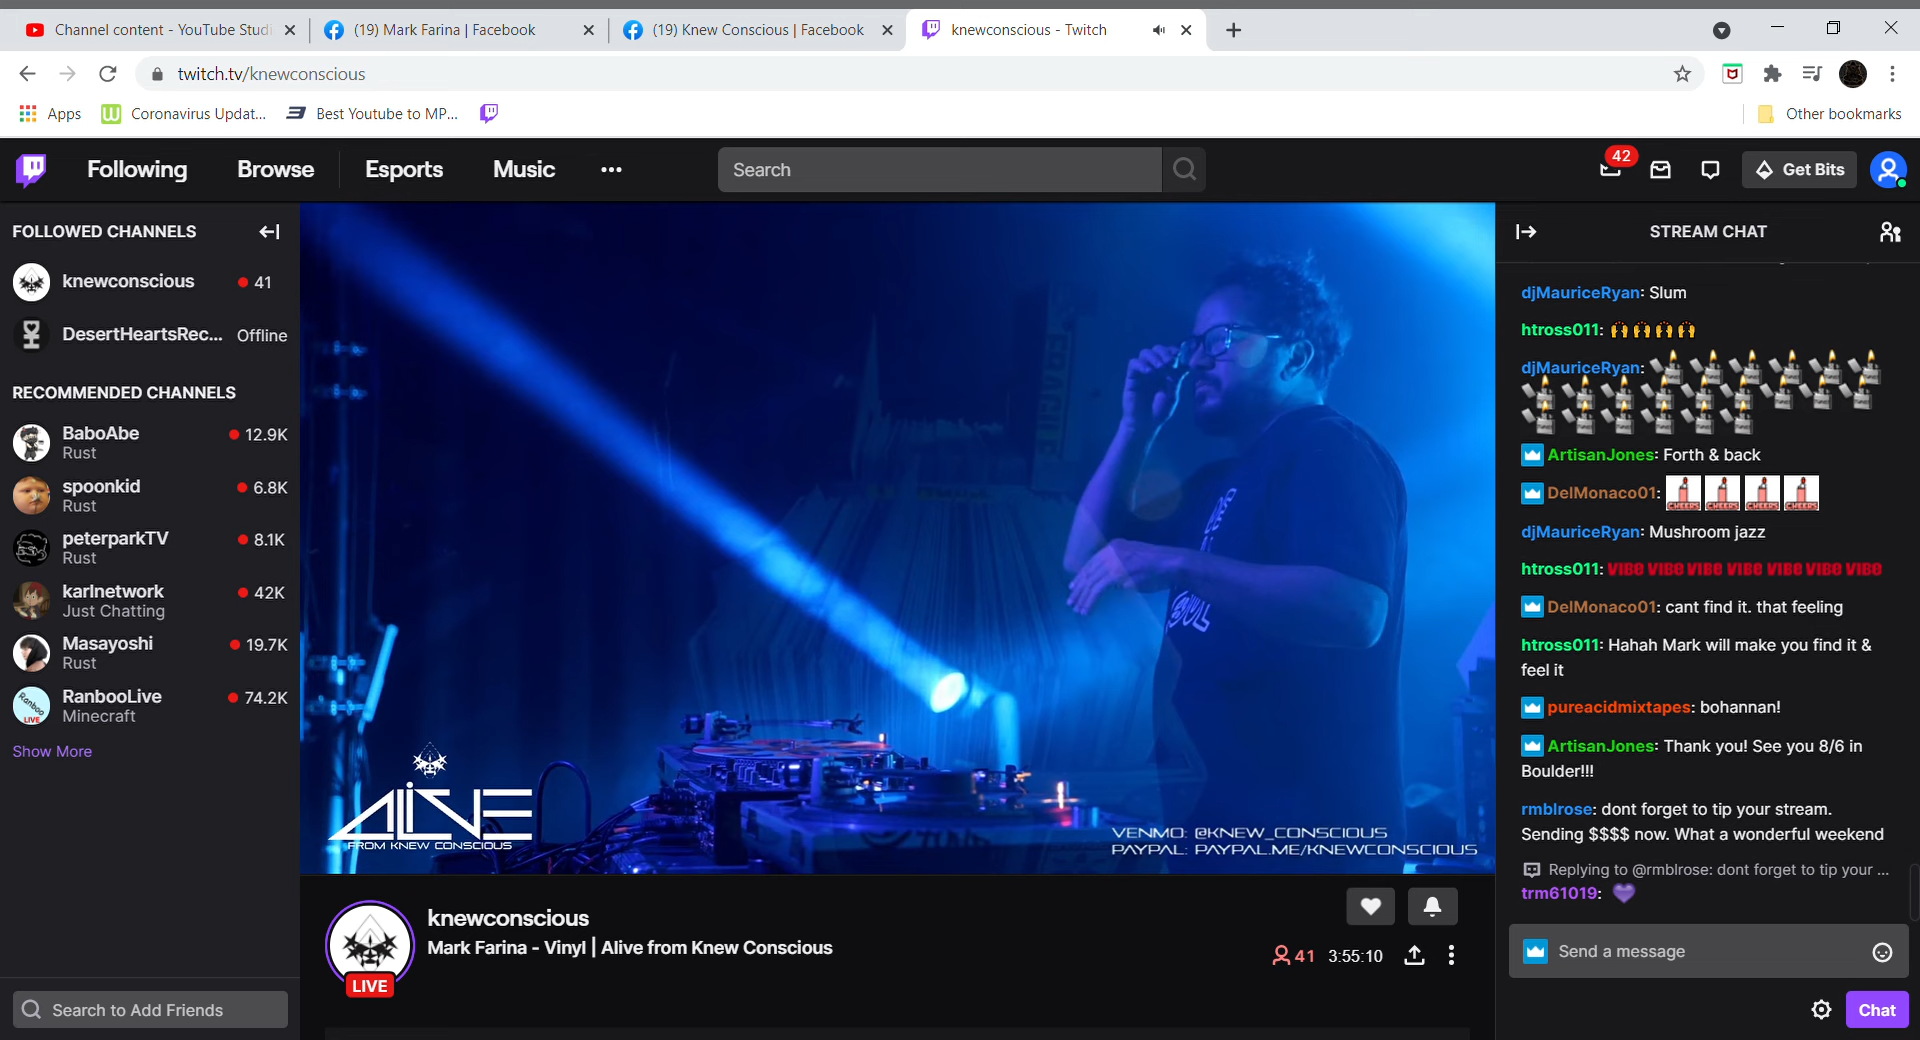 Channel content - YouTube Studi
(19) Mark Farina | Facebook
(19) Knew Conscious | Facebook
knewconscious - Twitch
twitch.tv/knewconscious
Apps
Coronavirus Updat...
Best Youtube to MP...
Other bookmarks
Following
Browse
Esports
Music
Search
42
Get Bits
FOLLOWED CHANNELS
knewconscious
41
DesertHeartsRec...
Offline
RECOMMENDED CHANNELS
BaboAbe
12.9K
Rust
spoonkid
6.8K
Rust
peterparkTV
8.1K
Rust
karlnetwork
42K
Just Chatting
Masayoshi
19.7K
Rust
RanbooLive
74.2K
Minecraft
Show More
Search to Add Friends
ALIVE
FROM KNEW CONSCIOUS
VENMO: @KNEW_CONSCIOUS
PAYPAL: PAYPAL.ME/KNEWCONSCIOUS
LIVE
knewconscious
Mark Farina - Vinyl | Alive from Knew Conscious
41
3:55:10
STREAM CHAT
djMauriceRyan: Slum
htross011: 🙌🙌🙌🙌
djMauriceRyan:
ArtisanJones: Forth & back
DelMonaco01: CHEERS CHEERS CHEERS CHEERS
djMauriceRyan: Mushroom jazz
htross011: VIBE VIBE VIBE VIBE VIBE VIBE VIBE
DelMonaco01: cant find it. that feeling
htross011: Hahah Mark will make you find it &
feel it
pureacidmixtapes: bohannan!
ArtisanJones: Thank you! See you 8/6 in
Boulder!!!
rmblrose: dont forget to tip your stream.
Sending $$$$ now. What a wonderful weekend
Replying to @rmblrose: dont forget to tip your ...
trm61019: 💜
Send a message
Chat